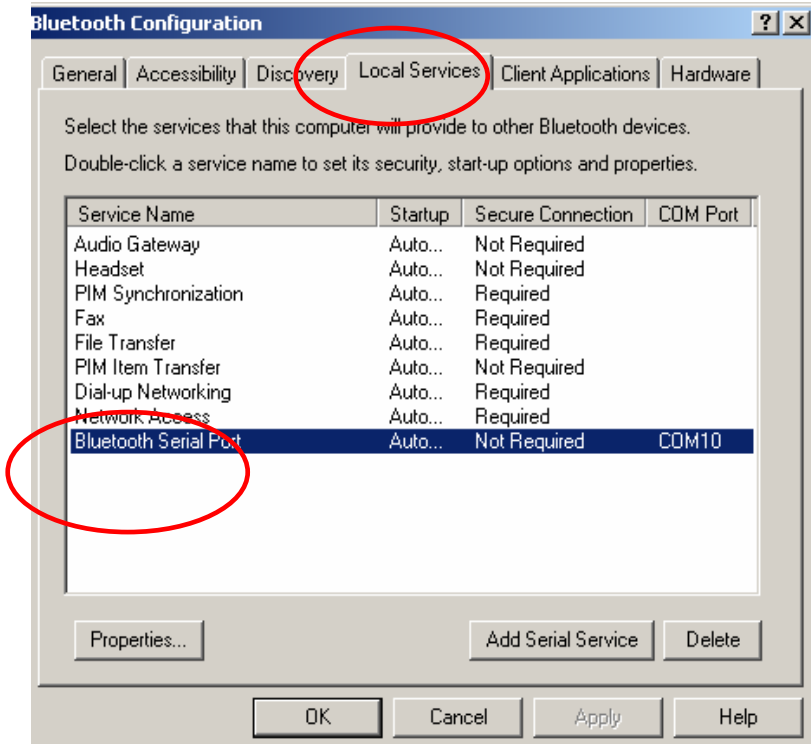 Bluetooth Configuration ? X
General Accessibility Discovery Local Services Client Applications Hardware
Select the services that this computer will provide to other Bluetooth devices.
Double-click a service name to set its security, start-up options and properties.
Service Name Startup Secure Connection COM Port
Audio Gateway Auto... Not Required
Headset Auto... Not Required
PIM Synchronization Auto... Required
Fax Auto... Required
File Transfer Auto... Required
PIM Item Transfer Auto... Not Required
Dial-up Networking Auto... Required
Network Access Auto... Required
Bluetooth Serial Port Auto... Not Required COM10
Properties... Add Serial Service Delete
OK Cancel Apply Help